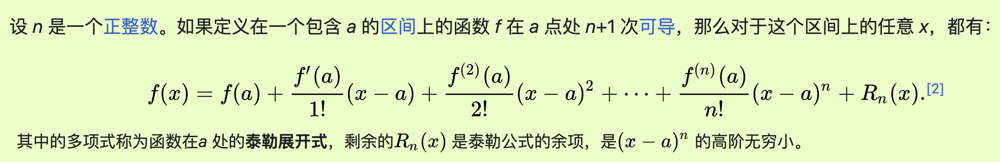 设 n 是一个正整数。如果定义在一个包含 a 的区间上的函数 f 在 a 点处 n+1 次可导，那么对于这个区间上的任意 x，都有：
f(x) = f(a) + \frac{f'(a)}{1!}(x − a) + \frac{f^{(2)}(a)}{2!}(x − a)^2 + ⋯ + \frac{f^{(n)}(a)}{n!}(x − a)^n + R_n(x).[2]
其中的多项式称为函数在a 处的泰勒展开式，剩余的R_n(x) 是泰勒公式的余项，是(x − a)^n 的高阶无穷小。